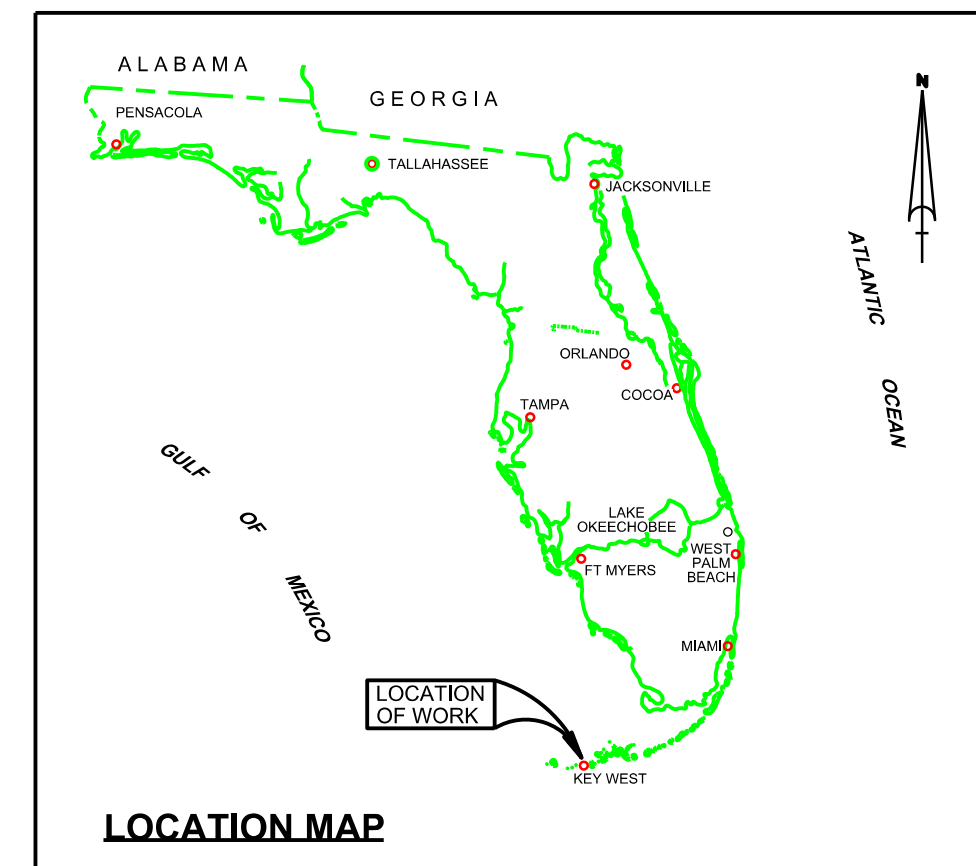 ALABAMA
GEORGIA
N
PENSACOLA
TALLAHASSEE
JACKSONVILLE
ATLANTIC
OCEAN
ORLANDO
COCOA
TAMPA
GULF
OF
MEXICO
LAKE
OKEECHOBEE
WEST
PALM
BEACH
FT MYERS
MIAMI
LOCATION
OF WORK
KEY WEST
LOCATION MAP